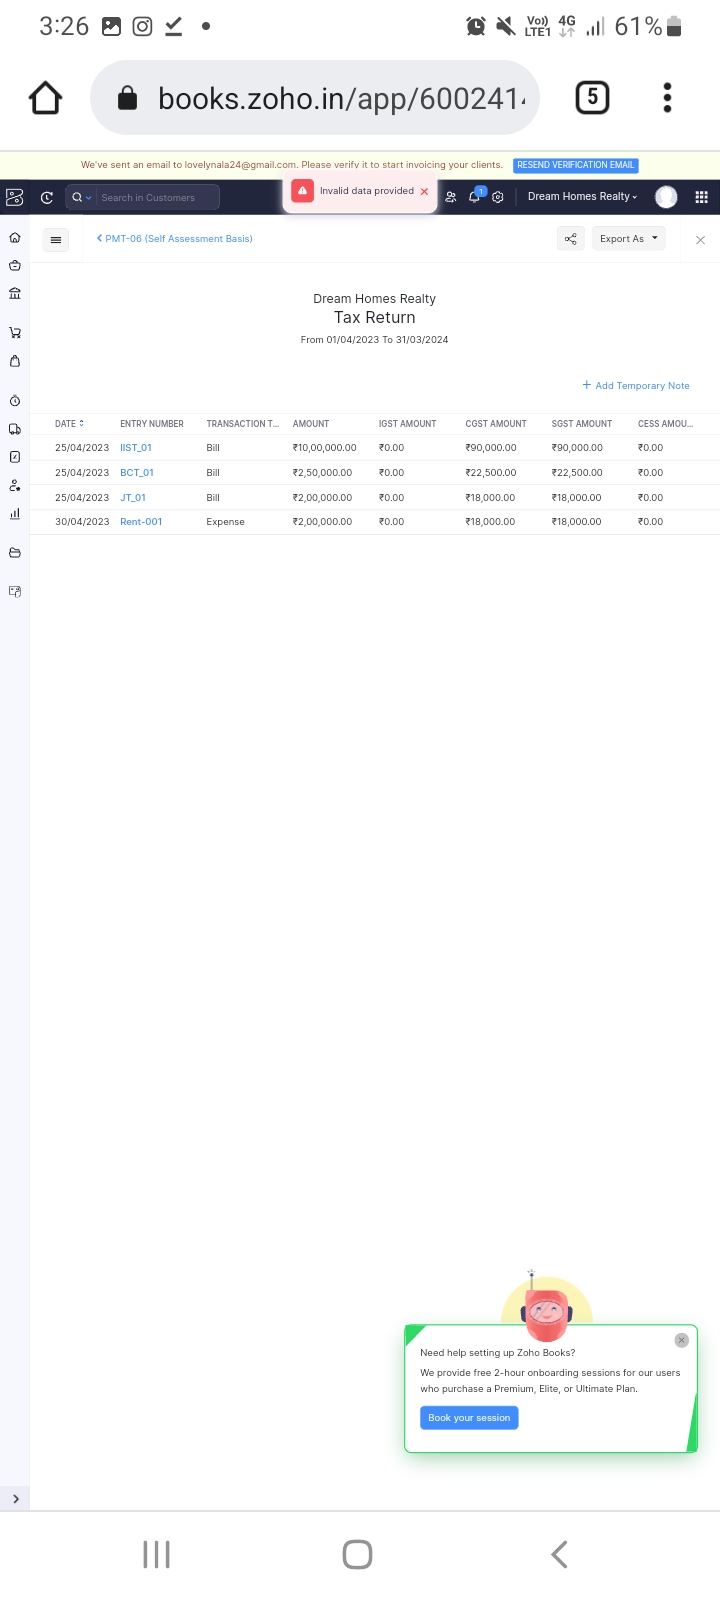 3:26
Vo)) LTE1 4G 61%
books.zoho.in/app/600241
5
We've sent an email to lovelynala24@gmail.com. Please verify it to start invoicing your clients. RESEND VERIFICATION EMAIL
Search in Customers
Invalid data provided
1
Dream Homes Realty
PMT-06 (Self Assessment Basis)
Export As
Dream Homes Realty
Tax Return
From 01/04/2023 To 31/03/2024
+ Add Temporary Note
DATE ENTRY NUMBER TRANSACTION T... AMOUNT IGST AMOUNT CGST AMOUNT SGST AMOUNT CESS AMOU...
25/04/2023 IIST_01 Bill ₹10,00,000.00 ₹0.00 ₹90,000.00 ₹90,000.00 ₹0.00
25/04/2023 BCT_01 Bill ₹2,50,000.00 ₹0.00 ₹22,500.00 ₹22,500.00 ₹0.00
25/04/2023 JT_01 Bill ₹2,00,000.00 ₹0.00 ₹18,000.00 ₹18,000.00 ₹0.00
30/04/2023 Rent-001 Expense ₹2,00,000.00 ₹0.00 ₹18,000.00 ₹18,000.00 ₹0.00
Need help setting up Zoho Books?
We provide free 2-hour onboarding sessions for our users
who purchase a Premium, Elite, or Ultimate Plan.
Book your session